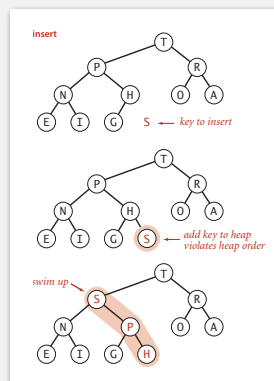 insert
T
P R
N H O A
E I G S key to insert
T
P R
N H O A
E I G S add key to heap
violates heap order
swim up
T
S R
N P O A
E I G H